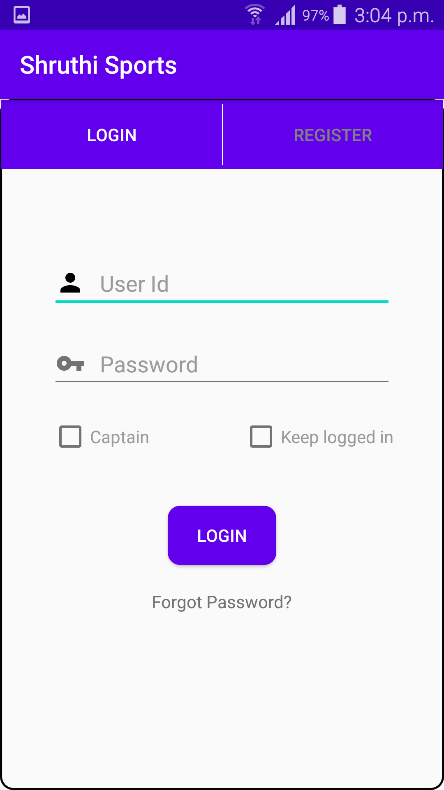 97% 3:04 p.m.
Shruthi Sports
LOGIN REGISTER
User Id
Password
Captain Keep logged in
LOGIN
Forgot Password?